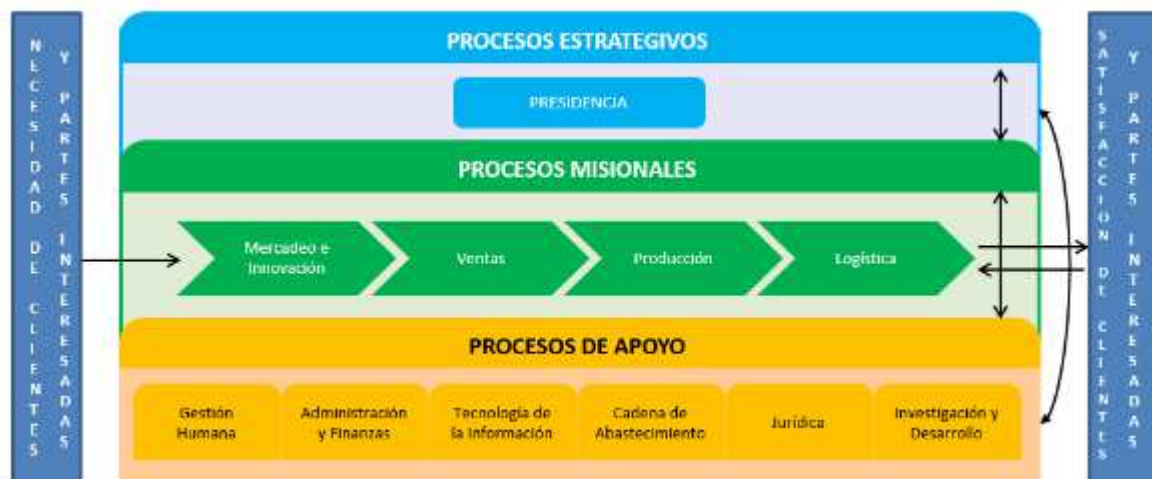 NECESIDAD DE CLIENTES
Y PARTES INTERESADAS
PROCESOS ESTRATEGIVOS
PRESIDENCIA
PROCESOS MISIONALES
Mercadeo e
Innovación
Ventas
Producción
Logística
PROCESOS DE APOYO
Gestión
Humana
Administración
y Finanzas
Tecnología de
la Información
Cadena de
Abastecimiento
Jurídica
Investigación y
Desarrollo
SATISFACCION DE CLIENTES
Y PARTES INTERESADAS